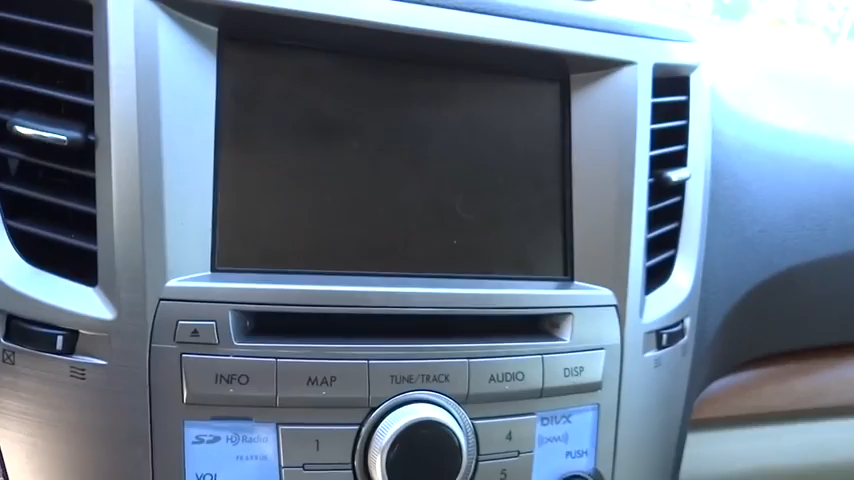 INFO MAP TUNE/TRACK AUDIO DISP
SD HD Radio DivX
VOL 1 4 PUSH
5